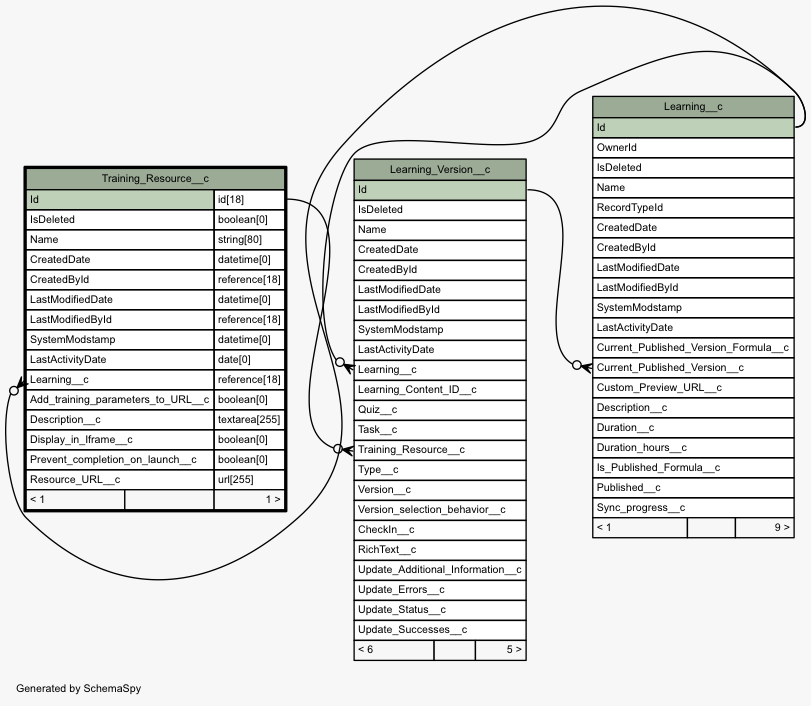 Training_Resource__c
Id id[18]
IsDeleted boolean[0]
Name string[80]
CreatedDate datetime[0]
CreatedById reference[18]
LastModifiedDate datetime[0]
LastModifiedById reference[18]
SystemModstamp datetime[0]
LastActivityDate date[0]
Learning__c reference[18]
Add_training_parameters_to_URL__c boolean[0]
Description__c textarea[255]
Display_in_Iframe__c boolean[0]
Prevent_completion_on_launch__c boolean[0]
Resource_URL__c url[255]
< 1 1 >
Learning_Version__c
Id
IsDeleted
Name
CreatedDate
CreatedById
LastModifiedDate
LastModifiedById
SystemModstamp
LastActivityDate
Learning__c
Learning_Content_ID__c
Quiz__c
Task__c
Training_Resource__c
Type__c
Version__c
Version_selection_behavior__c
CheckIn__c
RichText__c
Update_Additional_Information__c
Update_Errors__c
Update_Status__c
Update_Successes__c
< 6 5 >
Learning__c
Id
OwnerId
IsDeleted
Name
RecordTypeId
CreatedDate
CreatedById
LastModifiedDate
LastModifiedById
SystemModstamp
LastActivityDate
Current_Published_Version_Formula__c
Current_Published_Version__c
Custom_Preview_URL__c
Description__c
Duration__c
Duration_hours__c
Is_Published_Formula__c
Published__c
Sync_progress__c
< 1 9 >
Generated by SchemaSpy